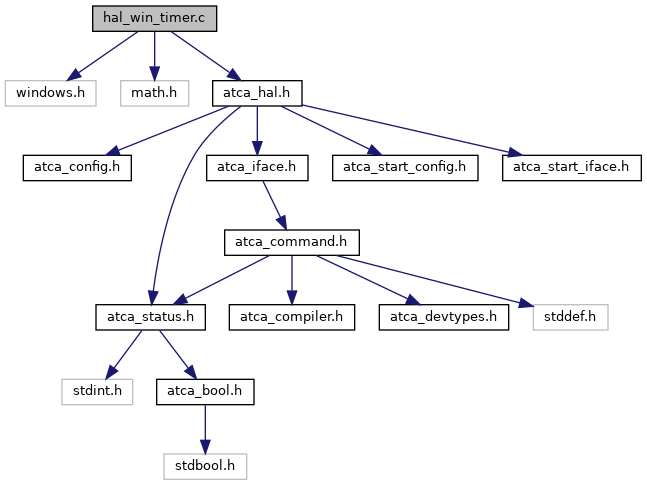 hal_win_timer.c
windows.h
math.h
atca_hal.h
atca_config.h
atca_iface.h
atca_start_config.h
atca_start_iface.h
atca_command.h
atca_status.h
atca_compiler.h
atca_devtypes.h
stddef.h
stdint.h
atca_bool.h
stdbool.h